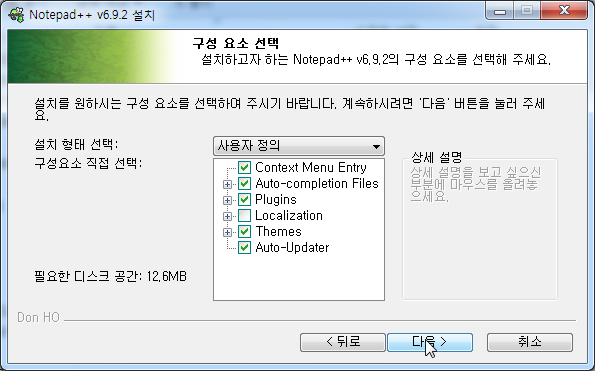 Notepad++ v6.9.2 설치
구성 요소 선택
설치하고자 하는 Notepad++ v6.9.2의 구성 요소를 선택해 주세요.
설치를 원하시는 구성 요소를 선택하여 주시기 바랍니다. 계속하시려면 '다음' 버튼을 눌러 주세
요.
설치 형태 선택:
사용자 정의
구성요소 직접 선택:
Context Menu Entry
Auto-completion Files
Plugins
Localization
Themes
Auto-Updater
상세 설명
상세 설명을 보고 싶으신
부분에 마우스를 올려놓
으세요.
필요한 디스크 공간: 12.6MB
Don HO
< 뒤로
다음 >
취소